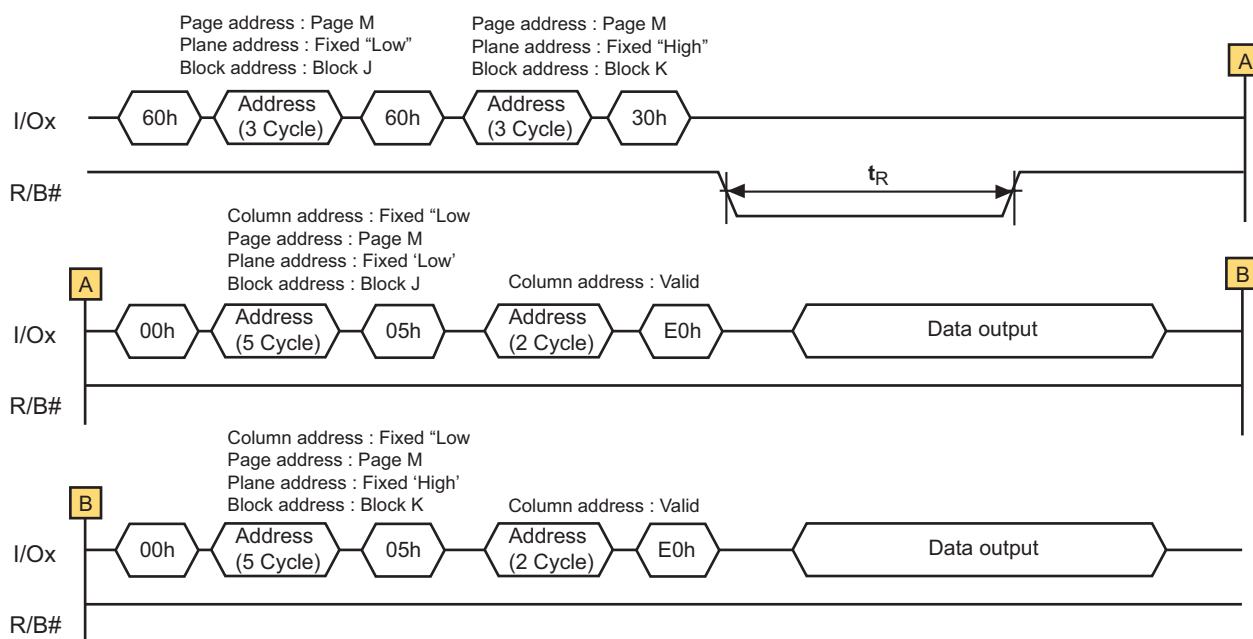 Page address : Page M
Plane address : Fixed “Low”
Block address : Block J
Page address : Page M
Plane address : Fixed “High”
Block address : Block K
A
I/Ox
60h
Address
(3 Cycle)
60h
Address
(3 Cycle)
30h
R/B#
tR
Column address : Fixed “Low
Page address : Page M
Plane address : Fixed ‘Low’
Block address : Block J
Column address : Valid
A
B
I/Ox
00h
Address
(5 Cycle)
05h
Address
(2 Cycle)
E0h
Data output
R/B#
Column address : Fixed “Low
Page address : Page M
Plane address : Fixed ‘High’
Block address : Block K
Column address : Valid
B
I/Ox
00h
Address
(5 Cycle)
05h
Address
(2 Cycle)
E0h
Data output
R/B#